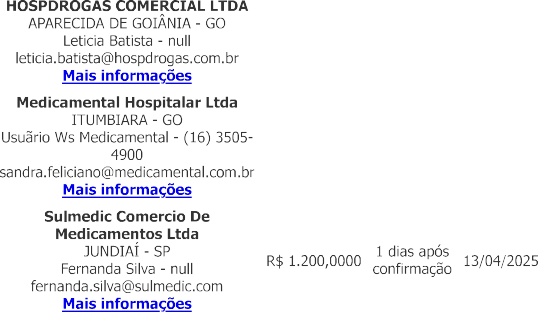 HOSPDROGAS COMERCIAL LTDA
APARECIDA DE GOIÂNIA - GO
Leticia Batista - null
leticia.batista@hospdrogas.com.br
Mais informações
Medicamental Hospitalar Ltda
ITUMBIARA - GO
Usuãrio Ws Medicamental - (16) 3505-
4900
sandra.feliciano@medicamental.com.br
Mais informações
Sulmedic Comercio De
Medicamentos Ltda
JUNDIAÍ - SP
Fernanda Silva - null
fernanda.silva@sulmedic.com
Mais informações
R$ 1.200,0000
1 dias após
confirmação
13/04/2025